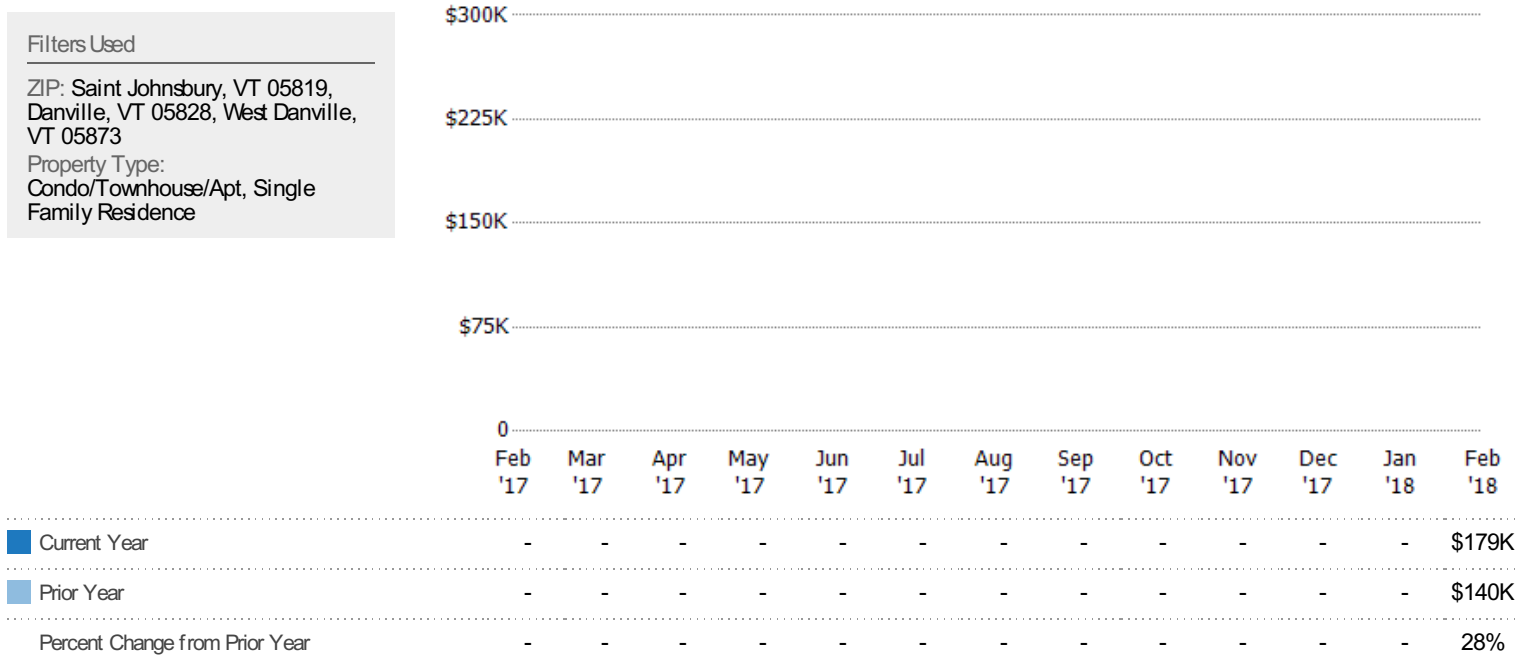 Filters Used
ZIP: Saint Johnsbury, VT 05819,
Danville, VT 05828, West Danville,
VT 05873
Property Type:
Condo/Townhouse/Apt, Single
Family Residence
$300K
$225K
$150K
$75K
0
Feb Mar Apr May Jun Jul Aug Sep Oct Nov Dec Jan Feb
'17 '17 '17 '17 '17 '17 '17 '17 '17 '17 '17 '18 '18
Current Year - - - - - - - - - - - - $179K
Prior Year - - - - - - - - - - - - $140K
Percent Change from Prior Year - - - - - - - - - - - - 28%